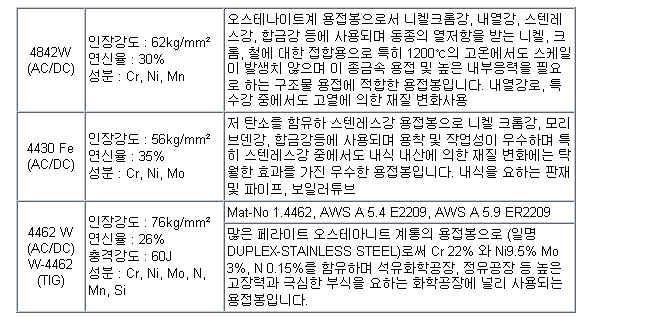 4842W
(AC/DC)
인장강도 : 62kg/mm²
연신율 : 30%
성분 : Cr, Ni, Mn
오스테나이트계 용접봉으로서 니켈크롬강, 내열강, 스텐레
스강, 합금강 등에 사용되며 동종의 열저항을 받는 니켈, 크
롬, 철에 대한 접합용으로 특히 1200℃의 고온에서도 스케일
이 발생치 않으며 이 종금속 용접 및 높은 내부응력을 필요
로 하는 구조물 용접에 적합한 용접봉입니다. 내열강로, 특
수강 중에서도 고열에 의한 재질 변화사용
4430 Fe
(AC/DC)
인장강도 : 56kg/mm²
연신율 : 35%
성분 : Cr, Ni, Mo
저 탄소를 함유하 스텐레스강 용접봉으로 니켈 크롬강, 모리
브덴강, 합금강등에 사용되며 용착 및 작업성이 우수하며 특
히 스텐레스강 중에서도 내식 내산에 의한 재질 변화에는 탁
월한 효과를 가진 우수한 용접봉입니다. 내식을 요하는 판재
및 파이프, 보일러튜브
4462 W
(AC/DC)
W-4462
(TIG)
인장강도 : 76kg/mm²
연신율 : 26%
충격강도 : 60J
성분 : Cr, Ni, Mo, N,
Mn, Si
Mat-No 1.4462, AWS A 5.4 E2209, AWS A 5.9 ER2209
많은 페라이트 오스테아니트 계통의 용접봉으로 (일명
DUPLEX-STAINLESS STEEL)로써 Cr 22% 와 Ni9.5% Mo
3%, N 0.15%를 함유하며 석유화학공장, 정유공장 등 높은
고장력과 극심한 부식을 요하는 화학공장에 널리 사용되는
용접봉입니다.